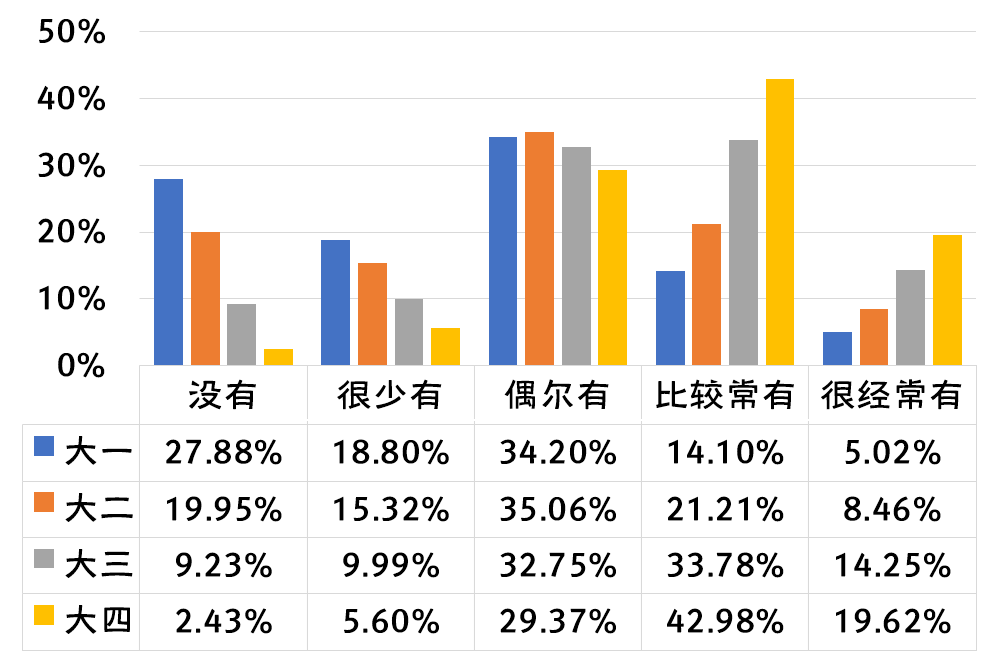 50%
40%
30%
20%
10%
0%
没有 很少有 偶尔有 比较常有 很经常有
大一 27.88% 18.80% 34.20% 14.10% 5.02%
大二 19.95% 15.32% 35.06% 21.21% 8.46%
大三 9.23% 9.99% 32.75% 33.78% 14.25%
大四 2.43% 5.60% 29.37% 42.98% 19.62%